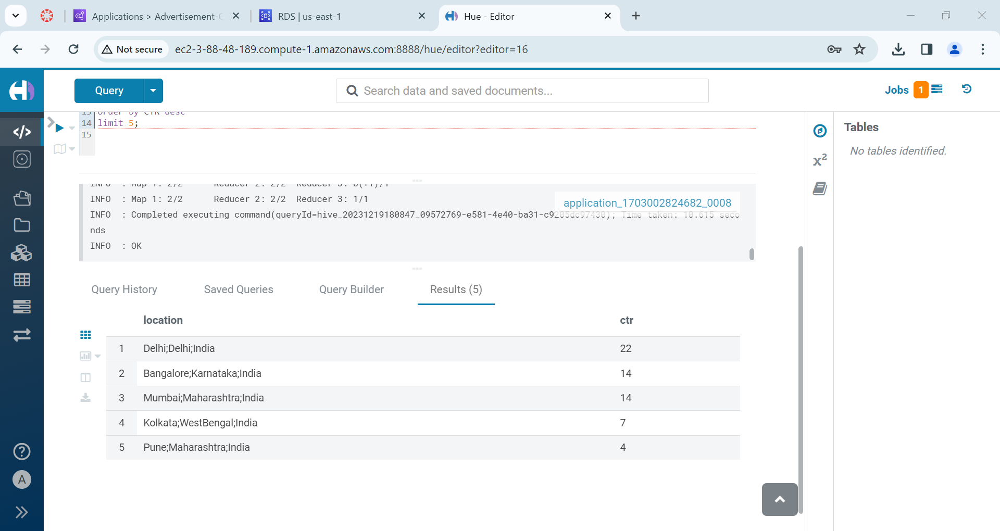 Applications > Advertisement-C
RDS | us-east-1
Hue - Editor
Not secure
ec2-3-88-48-189.compute-1.amazonaws.com:8888/hue/editor?editor=16
Query
Search data and saved documents...
Jobs 1
13 order by CTR desc
14 limit 5;
15
Tables
No tables identified.
x2
INFO : Map 1: 2/2 Reducer 2: 2/2 Reducer 3: 0(+1)/1
INFO : Map 1: 2/2 Reducer 2: 2/2 Reducer 3: 1/1
application_1703002824682_0008
INFO : Completed executing command(queryId=hive_20231219180847_09572769-e581-4e40-ba31-c9205dc97430); Time taken: 10.615 seco
nds
INFO : OK
Query History
Saved Queries
Query Builder
Results (5)
location ctr
1 Delhi;Delhi;India 22
2 Bangalore;Karnataka;India 14
3 Mumbai;Maharashtra;India 14
4 Kolkata;WestBengal;India 7
5 Pune;Maharashtra;India 4
A